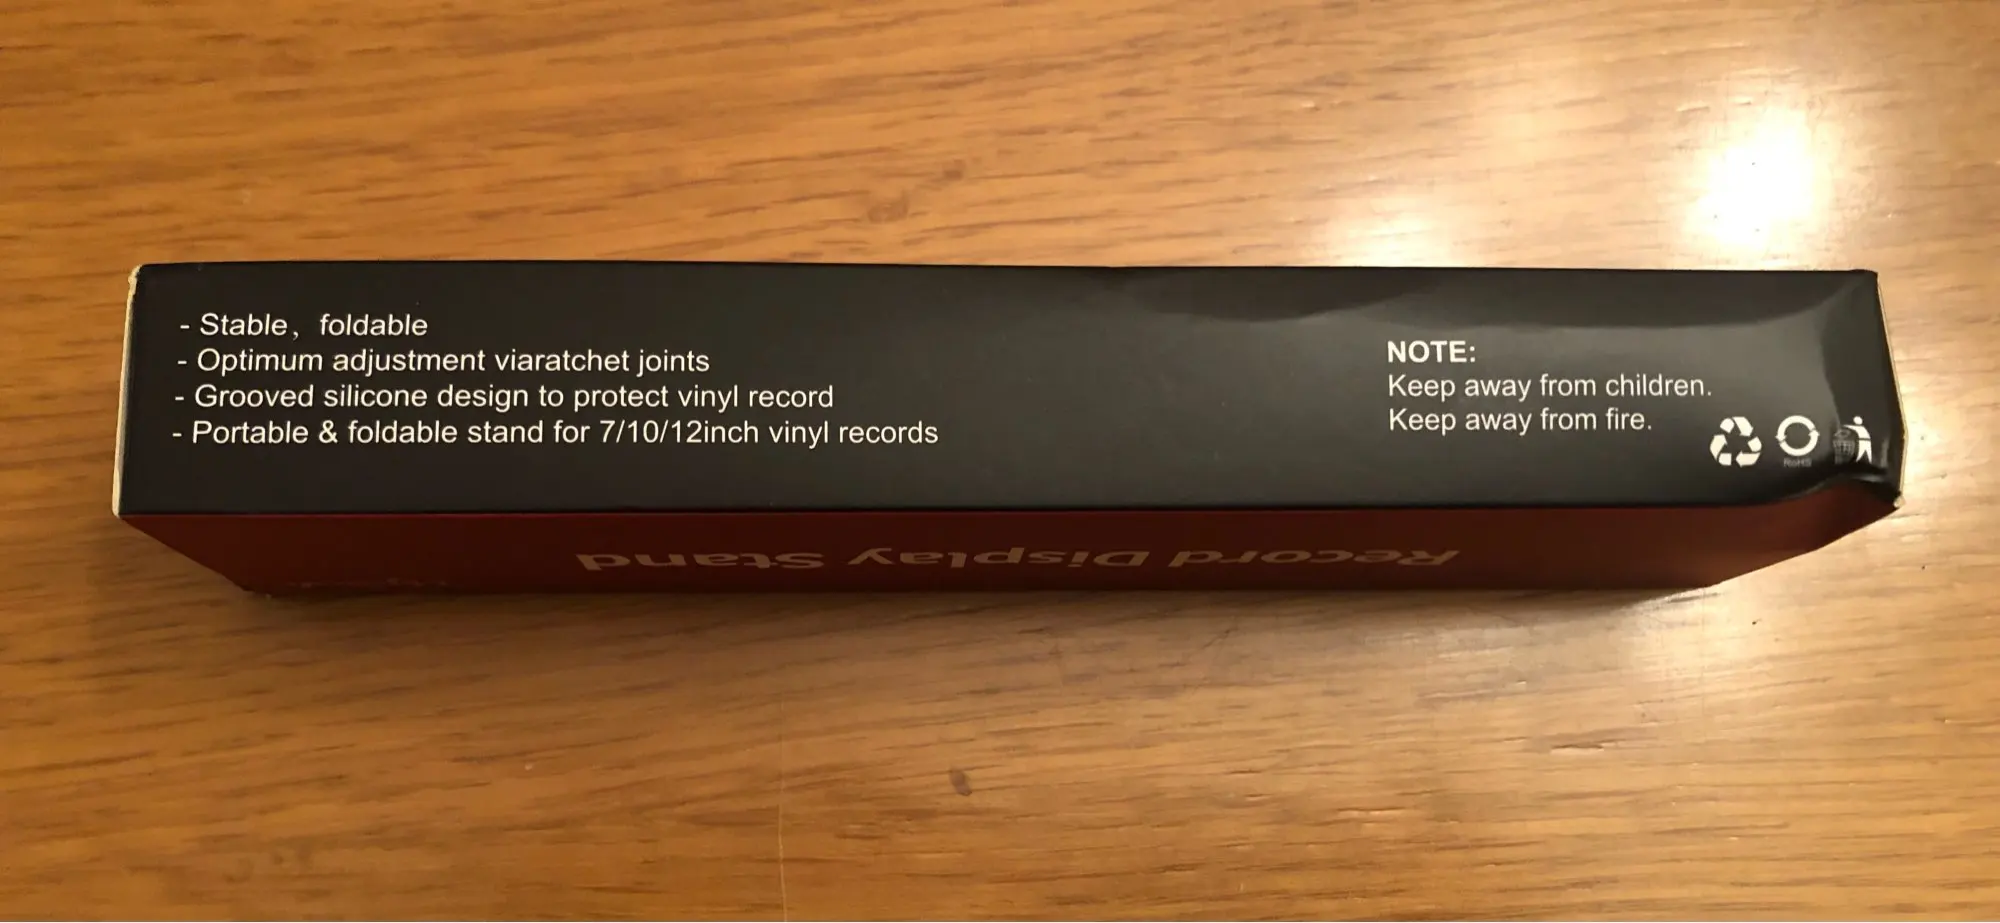 - Stable，foldable
- Optimum adjustment viaratchet joints
- Grooved silicone design to protect vinyl record
- Portable & foldable stand for 7/10/12inch vinyl records
NOTE:
Keep away from children.
Keep away from fire.
RoHS
Record Display Stand